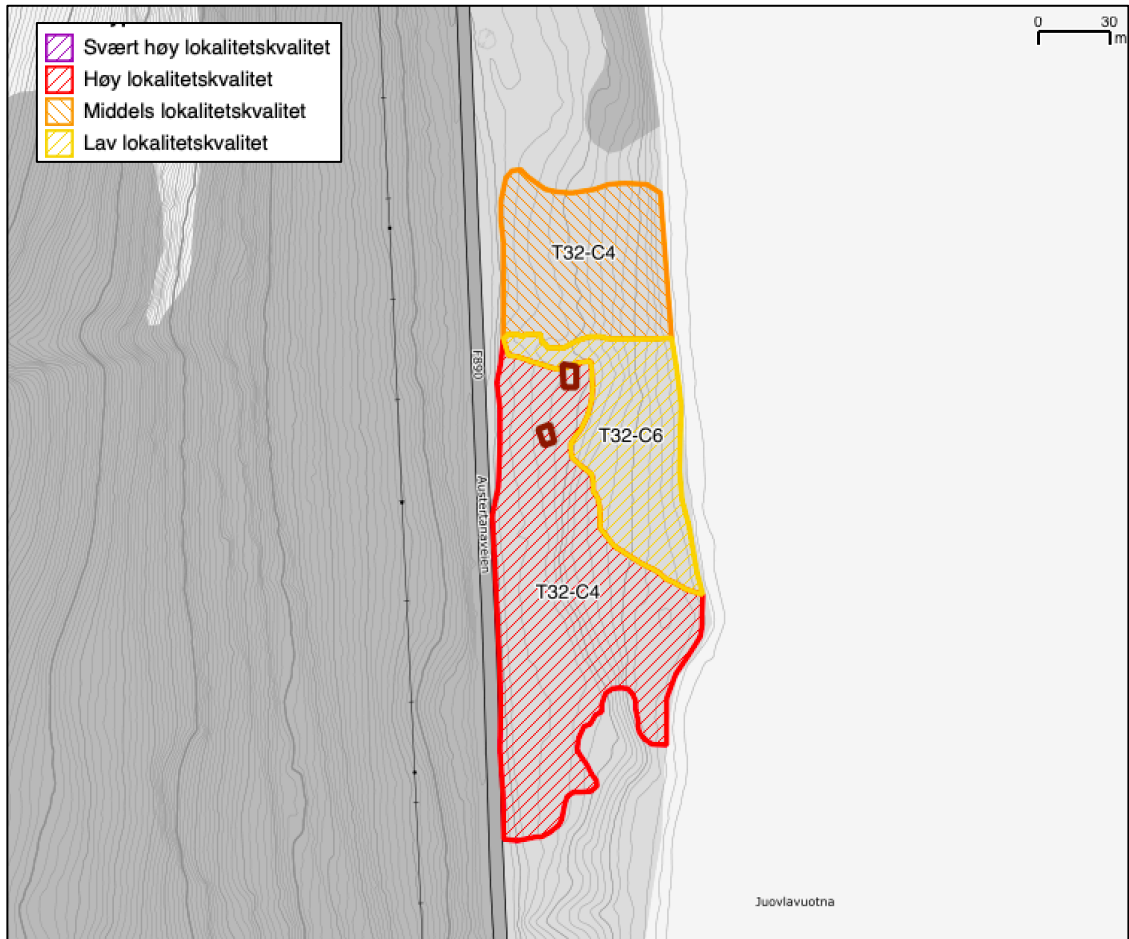 Svært høy lokalitetskvalitet
Høy lokalitetskvalitet
Middels lokalitetskvalitet
Lav lokalitetskvalitet
0 30
m
T32-C4
F890
T32-C6
Austertanaveien
T32-C4
Juovlavuotna